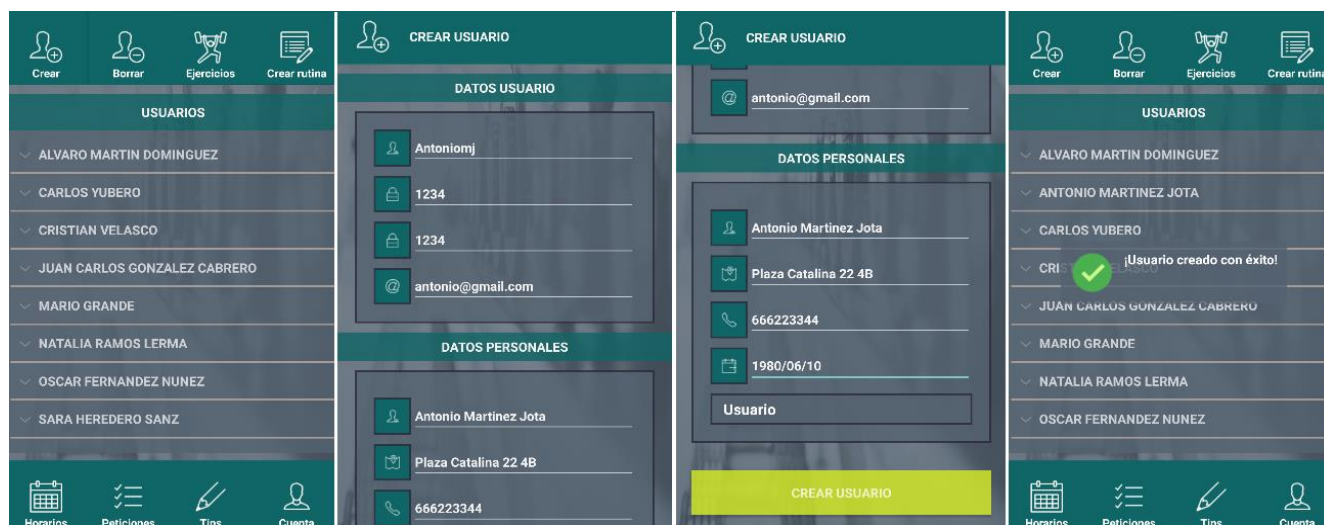 Crear Borrar Ejercicios Crear rutina
USUARIOS
ALVARO MARTIN DOMINGUEZ
CARLOS YUBERO
CRISTIAN VELASCO
JUAN CARLOS GONZALEZ CABRERO
MARIO GRANDE
NATALIA RAMOS LERMA
OSCAR FERNANDEZ NUNEZ
SARA HEREDERO SANZ
Horarios Peticiones Tips Cuenta
CREAR USUARIO
DATOS USUARIO
Antoniomj
1234
1234
antonio@gmail.com
DATOS PERSONALES
Antonio Martinez Jota
Plaza Catalina 22 4B
666223344
CREAR USUARIO
antonio@gmail.com
DATOS PERSONALES
Antonio Martinez Jota
Plaza Catalina 22 4B
666223344
1980/06/10
Usuario
CREAR USUARIO
Crear Borrar Ejercicios Crear rutina
USUARIOS
ALVARO MARTIN DOMINGUEZ
ANTONIO MARTINEZ JOTA
CARLOS YUBERO
¡Usuario creado con éxito!
CRISTIAN VELASCO
JUAN CARLOS GONZALEZ CABRERO
MARIO GRANDE
NATALIA RAMOS LERMA
OSCAR FERNANDEZ NUNEZ
Horarios Peticiones Tips Cuenta